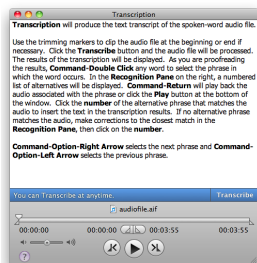 Transcription
Transcription will produce the text transcript of the spoken-word audio file.
Use the trimming markers to clip the audio file at the beginning or end if
necessary. Click the Transcribe button and the audio file will be processed.
The results of the transcription will be displayed. As you are proofreading
the results, Command-Double Click any word to select the phrase in
which the word occurs. In the Recognition Pane on the right, a numbered
list of alternatives will be displayed. Command-Return will play back the
audio associated with the phrase or click the Play button at the bottom of
the window. Click the number of the alternative phrase that matches the
audio to insert the text in the transcription results. If no alternative phrase
matches the audio, make corrections to the closest match in the
Recognition Pane, then click on the number.
Command-Option-Right Arrow selects the next phrase and Command-
Option-Left Arrow selects the previous phrase.
You can Transcribe at anytime. Transcribe
audiofile.aif
00:00:00 00:00:00 00:03:55 00:03:55
?